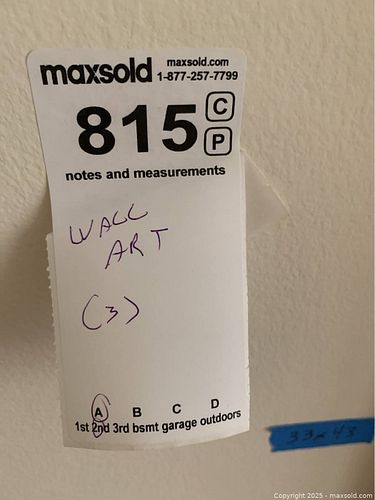 maxsold
maxsold.com
1-877-257-7799
815
C
P
notes and measurements
WALL
ART
(3)
A B C D
1st 2nd 3rd bsmt garage outdoors
33x43
Copyright 2025 - maxsold.com